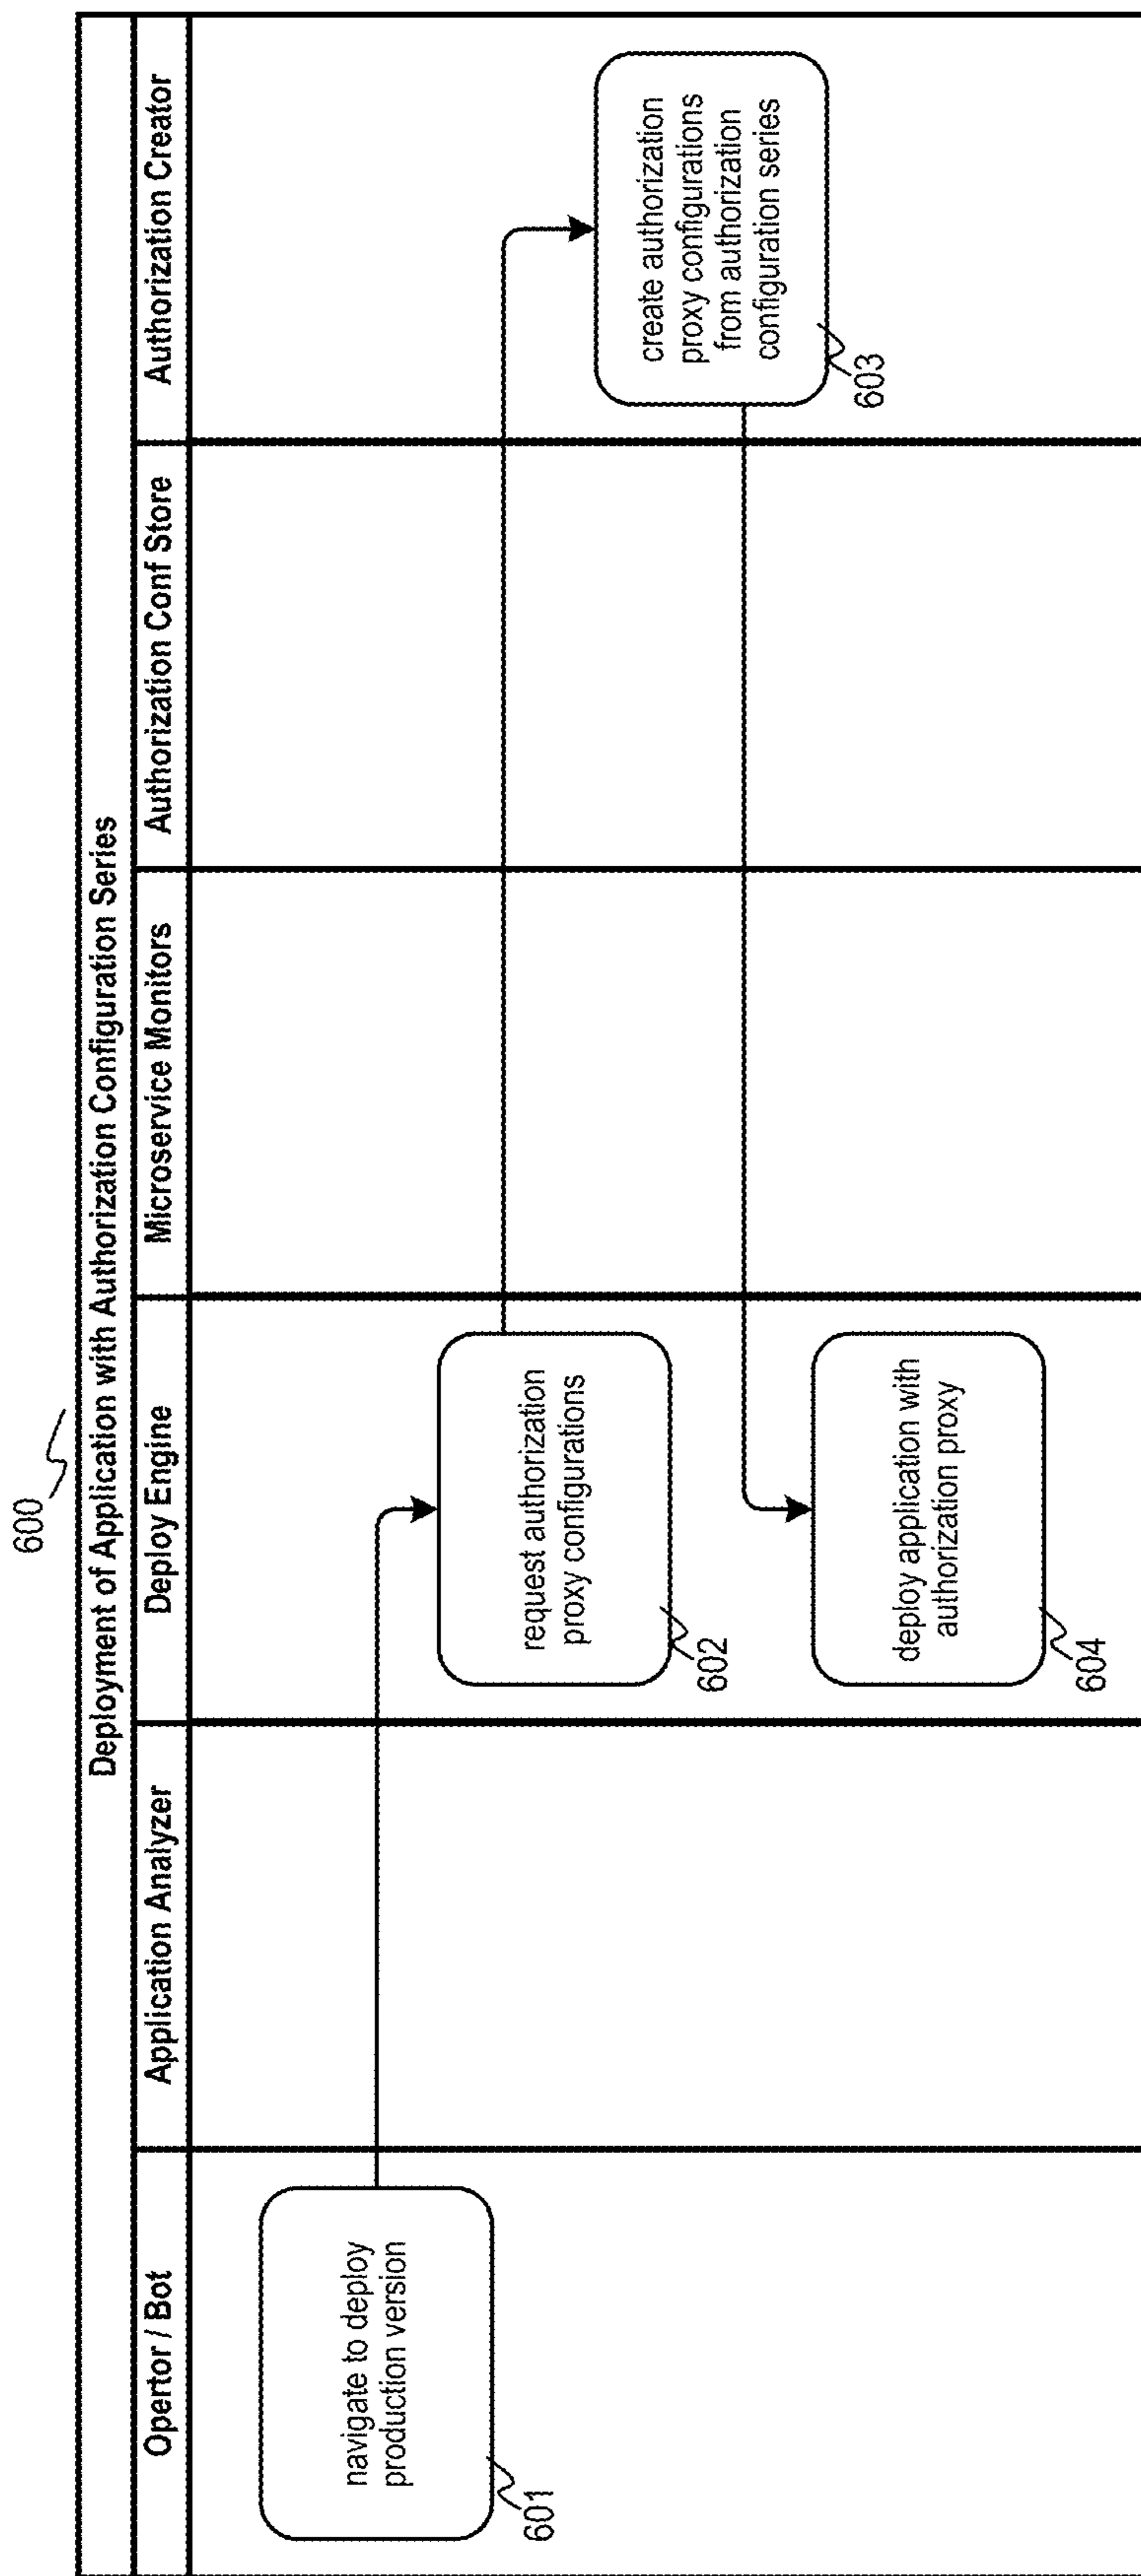 600
Deployment of Application with Authorization Configuration Series
Opertor / Bot
Application Analyzer
Deploy Engine
Microservice Monitors
Authorization Conf Store
Authorization Creator
navigate to deploy
production version
601
request authorization
proxy configurations
602
create authorization
proxy configurations
from authorization
configuration series
603
deploy application with
authorization proxy
604